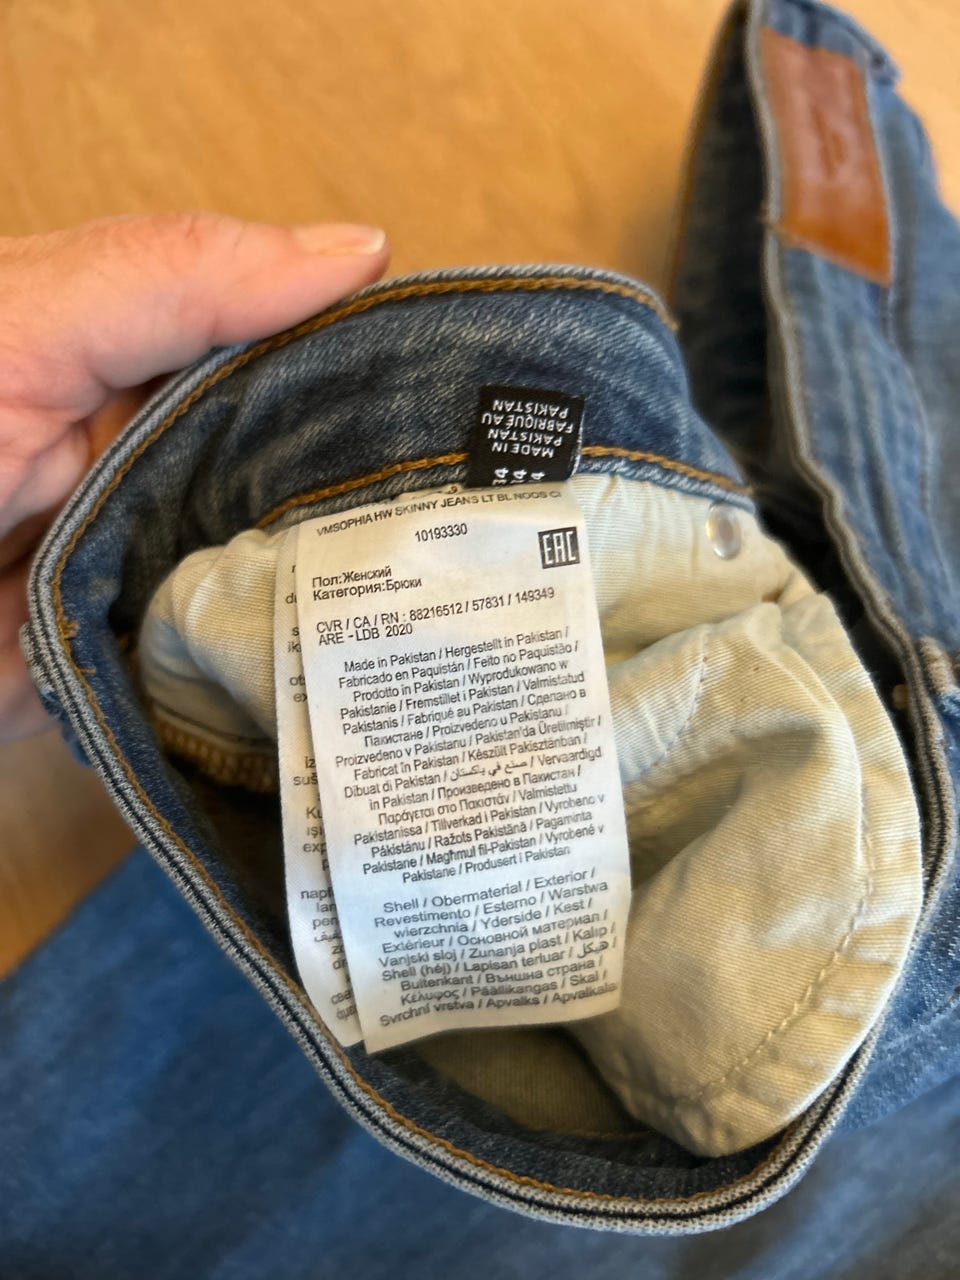 MADE IN
PAKISTAN
FABRIQUÉ AU
PAKISTAN
VMSOPHIA HW SKINNY JEANS LT BL NOOS CI
10193330
EAC
Пол:Женский
Категория:Брюки
CVR / CA / RN : 88216512 / 57831 / 149349
ARE - LDB 2020
Made in Pakistan / Hergestellt in Pakistan /
Fabricado en Paquistán / Feito no Paquistão /
Prodotto in Pakistan / Wyprodukowano w
Pakistanie / Fremstillet i Pakistan / Valmistatud
Pakistanis / Fabriqué au Pakistan / Сделано в
Пакистане / Proizvedeno u Pakistanu /
Proizvedeno v Pakistanu / Pakistan'da Üretilmiştir /
Fabricat în Pakistan / Készült Pakisztánban /
Dibuat di Pakistan / صنع في باكستان / Vervaardigd
in Pakistan / Произведено в Пакистан /
Παράγεται στο Πακιστάν / Valmistettu
Pakistanissa / Tillverkad i Pakistan / Vyrobeno v
Pákistánu / Ražots Pakistānā / Pagaminta
Pakistane / Magħmul fil-Pakistan / Vyrobené v
Pakistane / Produsert i Pakistan
Shell / Obermaterial / Exterior /
Revestimento / Esterno / Warstwa
wierzchnia / Yderside / Kest /
Extérieur / Основной материал /
Vanjski sloj / Zunanja plast / Kalıp /
Shell (héj) / Lapisan terluar / هيكل /
Buitenkant / Външна страна /
Κέλυφος / Päällikangas / Skal /
Svrchní vrstva / Apvalks / Apvalkala